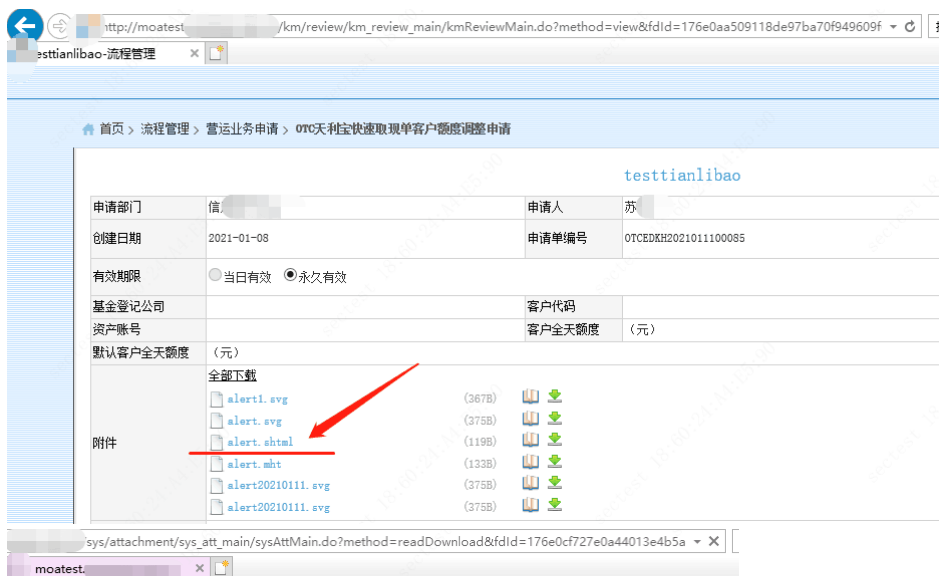 http://moatest /km/review/km_review_main/kmReviewMain.do?method=view&fdId=176e0aa509118de97ba70f949609f
esttianlibao-流程管理
首页 > 流程管理 > 营运业务申请 > OTC天利宝快速取现单客户额度调整申请
testtianlibao
申请部门 信 申请人 苏
创建日期 2021-01-08 申请单编号 OTCEDKH2021011100085
有效期限 当日有效 永久有效
基金登记公司 客户代码
资产账号 客户全天额度 （元）
默认客户全天额度 （元）
全部下载
alert1.svg (367B)
alert.svg (375B)
附件 alert.shtml (119B)
alert.mht (133B)
alert20210111.svg (375B)
alert20210111.svg (375B)
/sys/attachment/sys_att_main/sysAttMain.do?method=readDownload&fdId=176e0cf727e0a44013e4b5a
moatest.